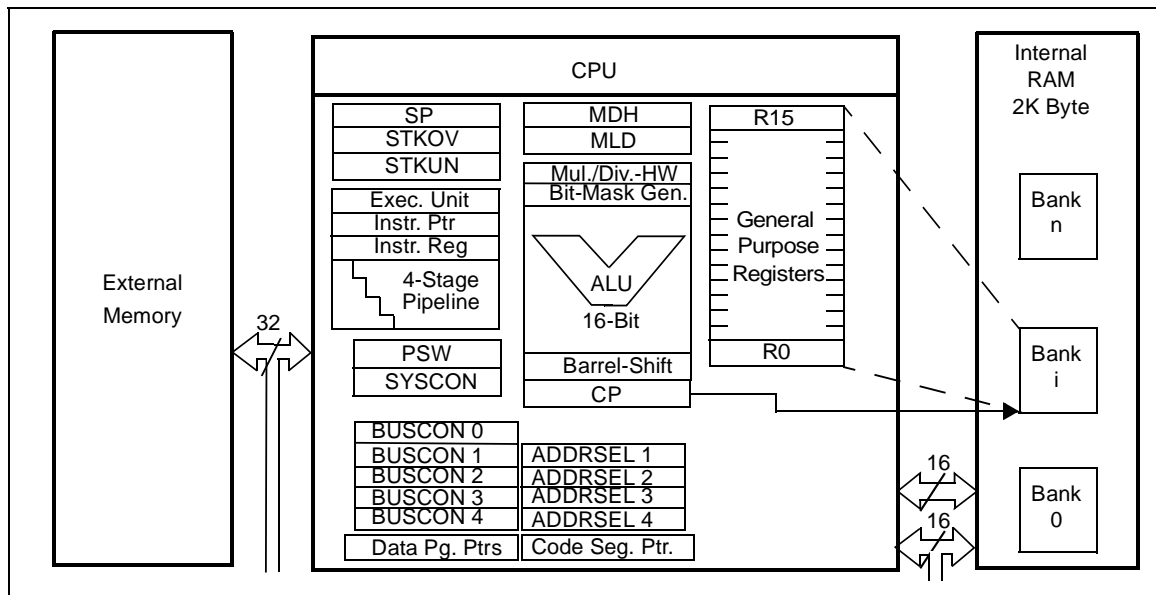 External
Memory
32
CPU
SP
STKOV
STKUN
Exec. Unit
Instr. Ptr
Instr. Reg
4-Stage
Pipeline
PSW
SYSCON
BUSCON 0
BUSCON 1
BUSCON 2
BUSCON 3
BUSCON 4
Data Pg. Ptrs
MDH
MLD
Mul./Div.-HW
Bit-Mask Gen.
ALU
16-Bit
Barrel-Shift
CP
ADDRSEL 1
ADDRSEL 2
ADDRSEL 3
ADDRSEL 4
Code Seg. Ptr.
R15
General
Purpose
Registers
R0
16
16
Internal
RAM
2K Byte
Bank
n
Bank
i
Bank
0